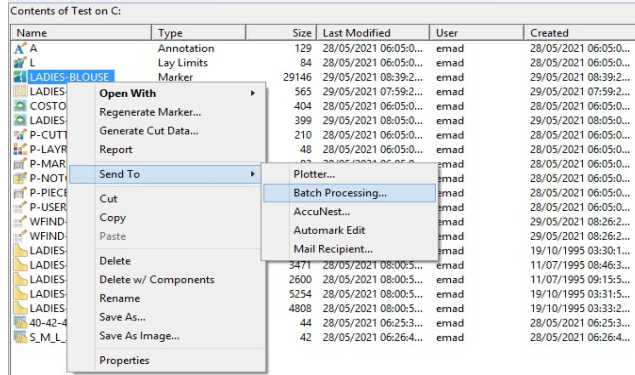 Contents of Test on C:
Name Type Size Last Modified User Created
A Annotation 129 28/05/2021 06:05:0... emad 28/05/2021 06:05:0...
L Lay Limits 84 28/05/2021 06:05:0... emad 28/05/2021 06:05:0...
LADIES-BLOUSE Marker 29146 29/05/2021 08:39:2... emad 29/05/2021 08:39:2...
LADIES- 565 29/05/2021 07:59:2... emad 29/05/2021 07:59:2...
COSTO 404 28/05/2021 06:05:0... emad 28/05/2021 06:05:0...
LADIES- 399 29/05/2021 08:05:0... emad 29/05/2021 08:05:0...
P-CUTT 210 28/05/2021 06:05:0... emad 28/05/2021 06:05:0...
P-LAYR 48 28/05/2021 06:05:0... emad 28/05/2021 06:05:0...
P-MAR emad 28/05/2021 06:05:0...
P-NOT emad 28/05/2021 06:05:0...
P-PIECE emad 28/05/2021 06:05:0...
P-USER emad 28/05/2021 06:05:0...
WFIND- emad 29/05/2021 08:26:2...
WFIND- emad 29/05/2021 08:26:2...
LADIES- emad 19/10/1995 03:30:1...
LADIES- 3471 28/05/2021 08:00:5... emad 11/07/1995 08:46:3...
LADIES- 2600 28/05/2021 08:00:5... emad 11/07/1995 09:15:5...
LADIES- 5254 28/05/2021 08:00:5... emad 19/10/1995 03:31:5...
LADIES- 4808 28/05/2021 08:00:5... emad 19/10/1995 03:33:2...
40-42-4 44 28/05/2021 06:25:3... emad 28/05/2021 06:25:3...
S_M_L_ 42 28/05/2021 06:26:4... emad 28/05/2021 06:26:4...
Open With
Regenerate Marker...
Generate Cut Data...
Report
Send To
Cut
Copy
Paste
Delete
Delete w/ Components
Rename
Save As...
Save As Image...
Properties
Plotter...
Batch Processing...
AccuNest...
Automark Edit
Mail Recipient...